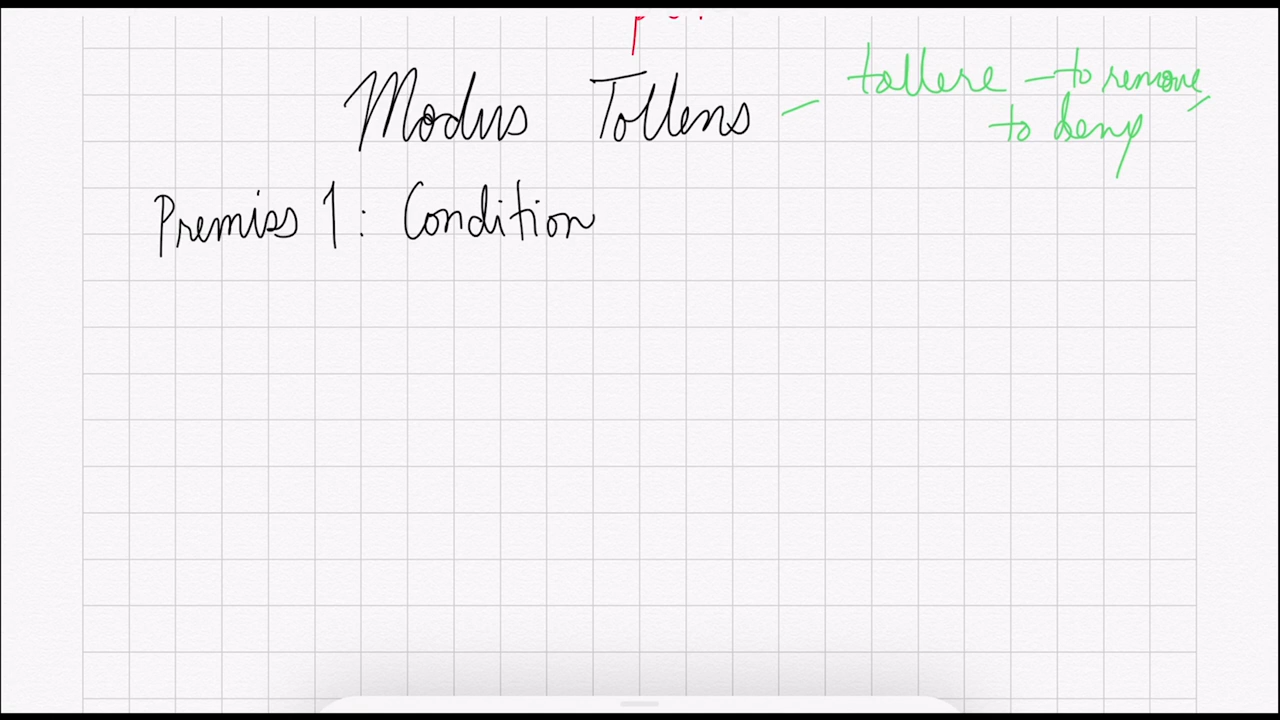 Modus Tollens - tollere - to remove,
to deny
Premiss 1: Condition